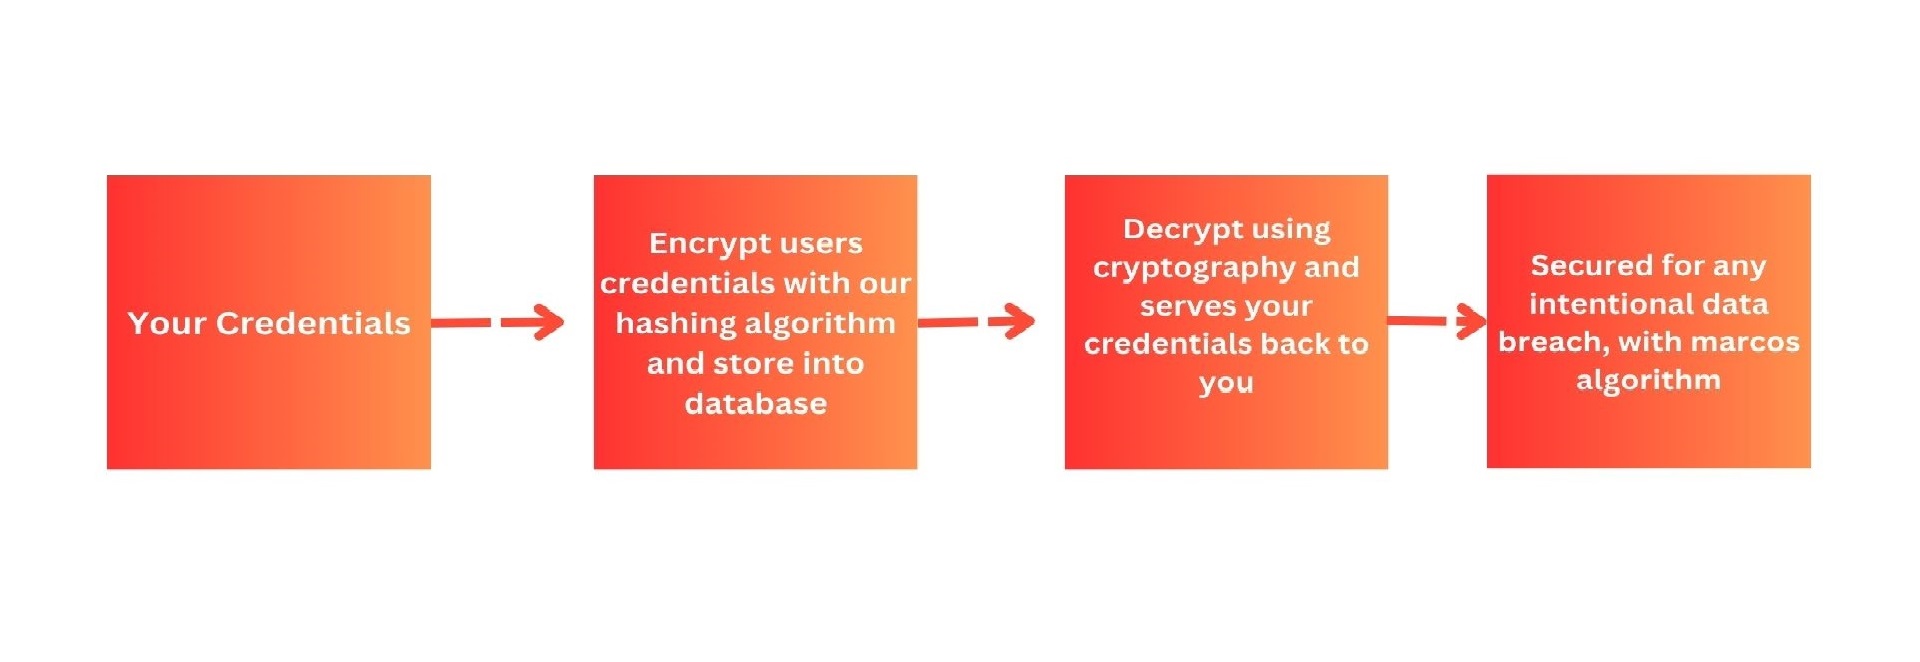 Your Credentials
Encrypt users
credentials with our
hashing algorithm
and store into
database
Decrypt using
cryptography and
serves your
credentials back to
you
Secured for any
intentional data
breach, with marcos
algorithm